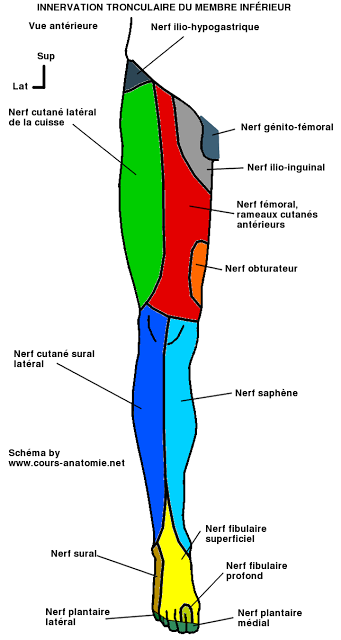 INNERVATION TRONCULAIRE DU MEMBRE INFÉRIEUR
Vue antérieure
Nerf ilio-hypogastrique
Sup
Lat
Nerf cutané latéral
de la cuisse
Nerf génito-fémoral
Nerf ilio-inguinal
Nerf fémoral,
rameaux cutanés
antérieurs
Nerf obturateur
Nerf cutané sural
latéral
Nerf saphène
Schéma by
www.cours-anatomie.net
Nerf fibulaire
superficiel
Nerf sural
Nerf fibulaire
profond
Nerf plantaire
latéral
Nerf plantaire
médial